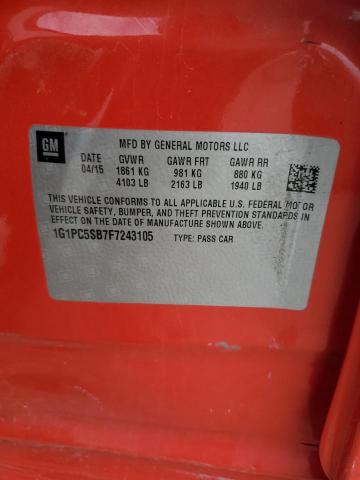 GM
MFD BY GENERAL MOTORS LLC
DATE GVWR GAWR FRT GAWR RR
04/15 1861 KG 981 KG 880 KG
4103 LB 2163 LB 1940 LB
THIS VEHICLE CONFORMS TO ALL APPLICABLE U.S. FEDERAL MOTOR
VEHICLE SAFETY, BUMPER, AND THEFT PREVENTION STANDARDS IN
EFFECT ON THE DATE OF MANUFACTURE SHOWN ABOVE.
1G1PC5SB7F7243105 TYPE: PASS CAR